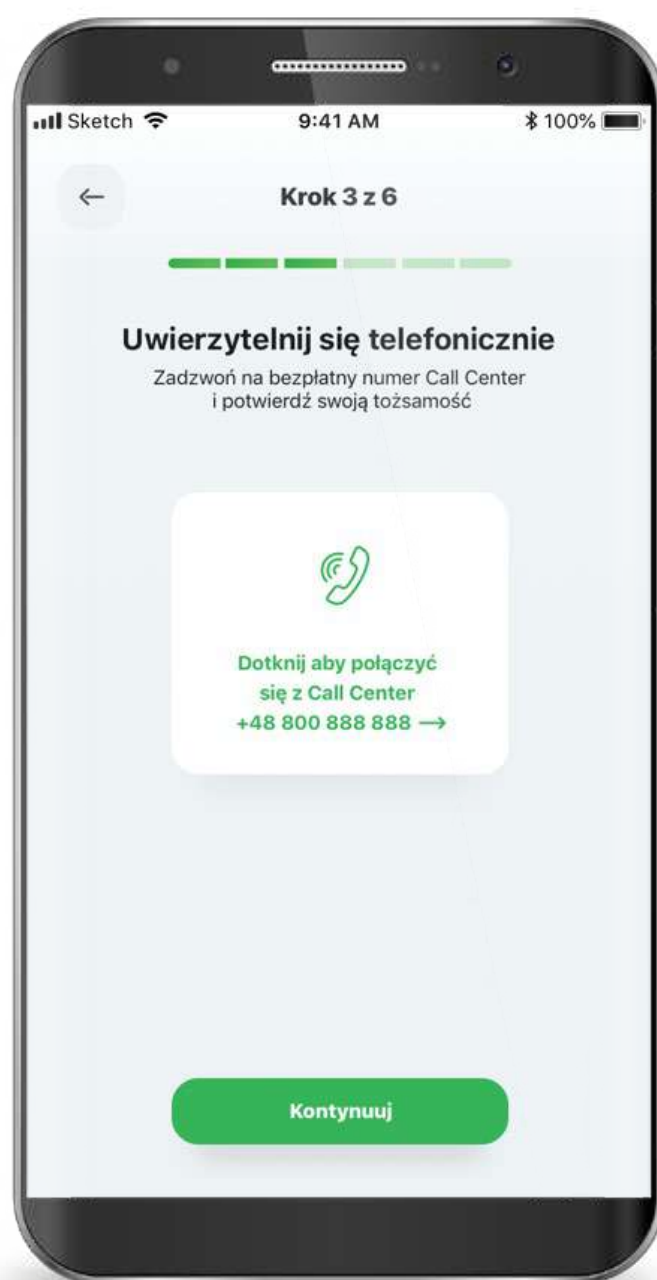 Sketch 9:41 AM 100%
Krok 3 z 6
Uwierzytelnij się telefonicznie
Zadzwoń na bezpłatny numer Call Center
i potwierdź swoją tożsamość
Dotknij aby połączyć
się z Call Center
+48 800 888 888 →
Kontynuuj